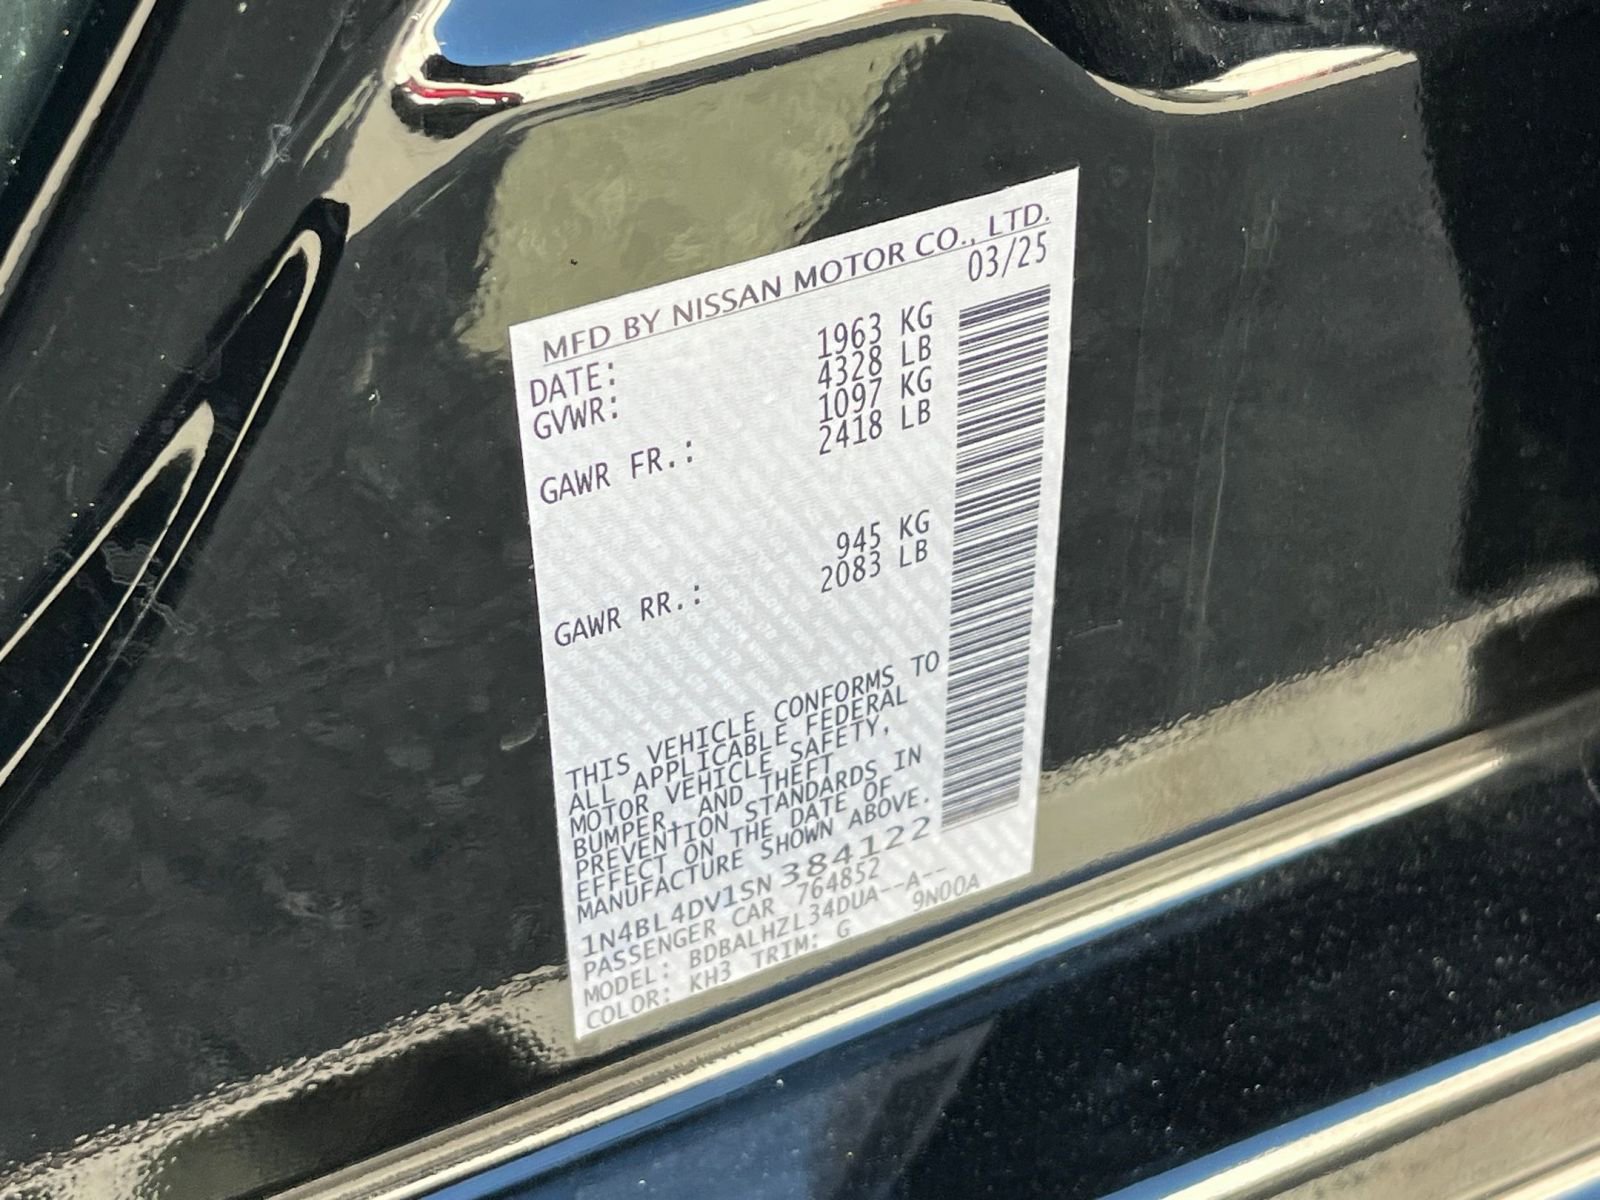 MFD BY NISSAN MOTOR CO., LTD.
DATE: 03/25
GVWR: 1963 KG
4328 LB
GAWR FR.: 1097 KG
2418 LB
GAWR RR.: 945 KG
2083 LB
THIS VEHICLE CONFORMS TO
ALL APPLICABLE FEDERAL
MOTOR VEHICLE SAFETY,
BUMPER, AND THEFT
PREVENTION STANDARDS IN
EFFECT ON THE DATE OF
MANUFACTURE SHOWN ABOVE.
1N4BL4DV1SN 384122
PASSENGER CAR 764852
MODEL: BDBALHZL34DUA--A--
COLOR: KH3 TRIM: G 9N00A